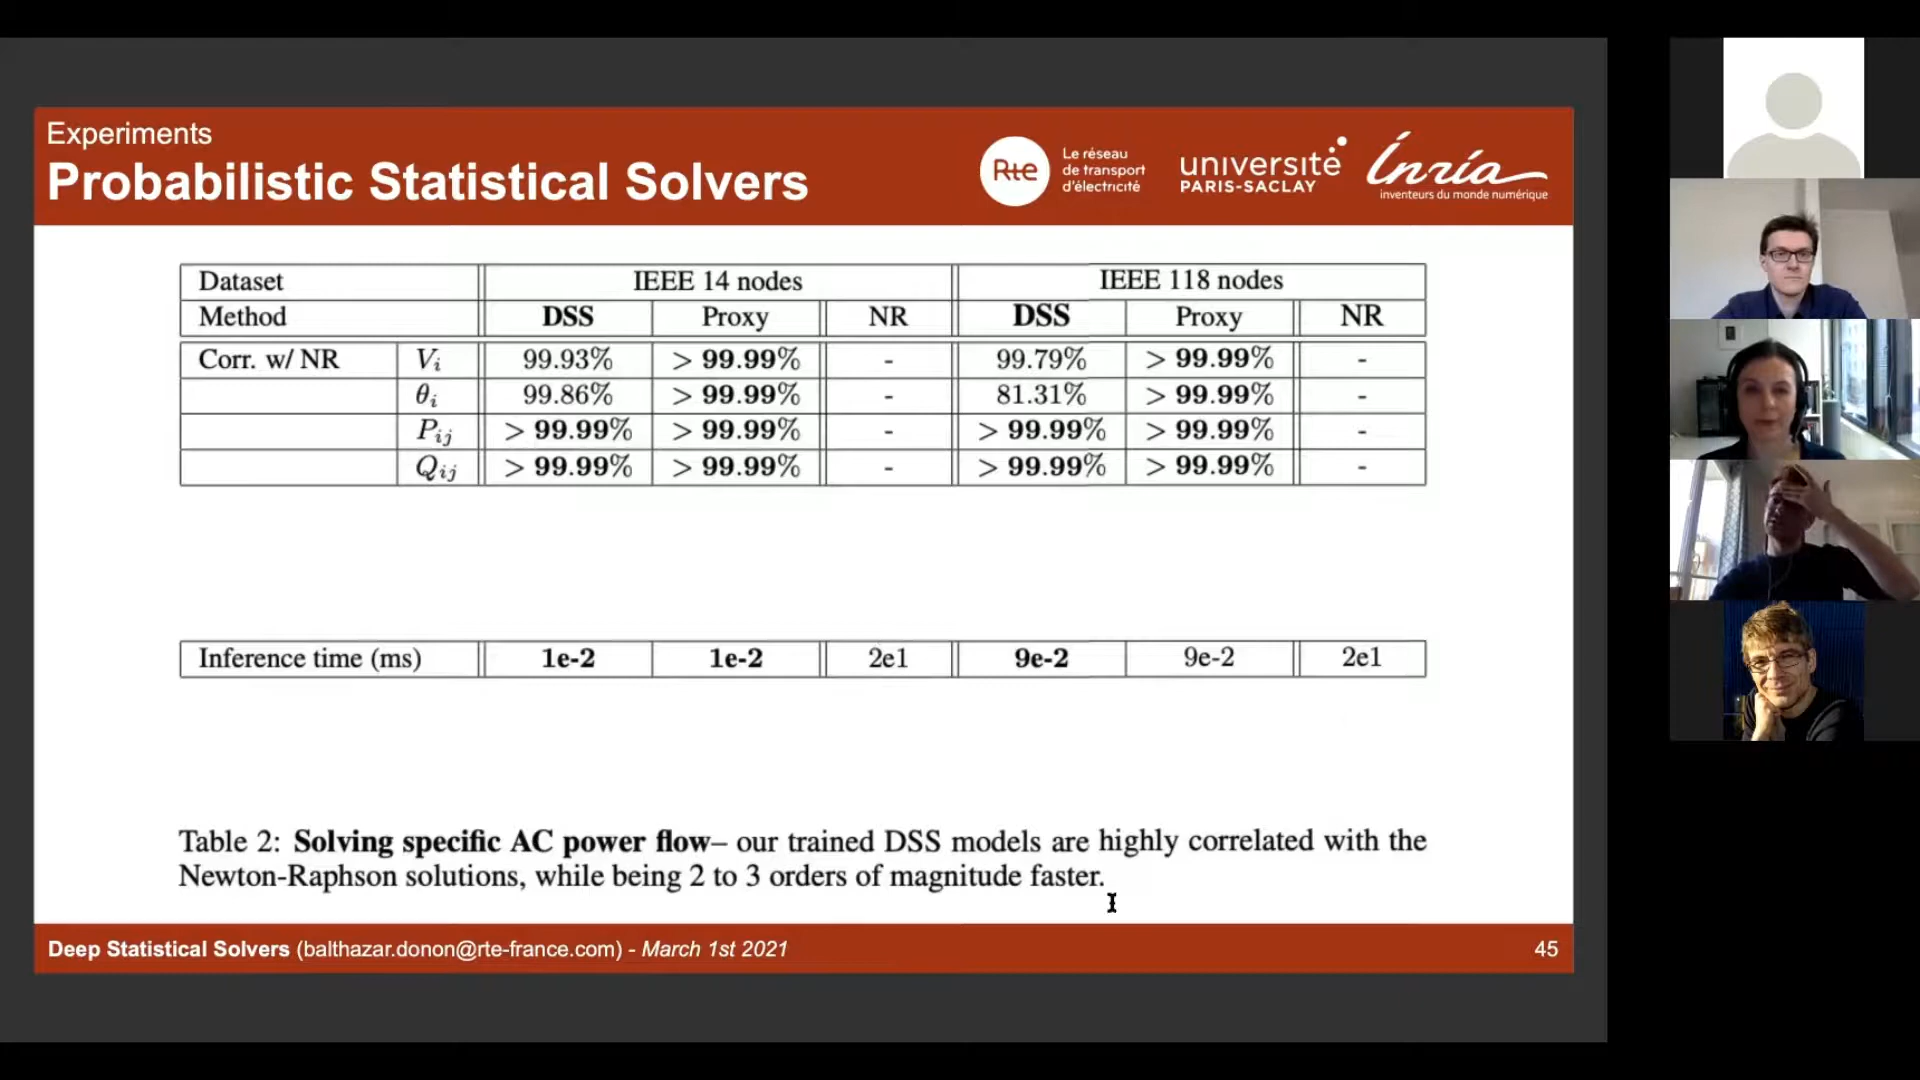 Experiments
Probabilistic Statistical Solvers
Rte
Le réseau
de transport
d'électricité
université
PARIS-SACLAY
Inría
inventeurs du monde numérique
Dataset IEEE 14 nodes IEEE 118 nodes
Method DSS Proxy NR DSS Proxy NR
Corr. w/ NR Vi 99.93% > 99.99% - 99.79% > 99.99% -
θi 99.86% > 99.99% - 81.31% > 99.99% -
Pij > 99.99% > 99.99% - > 99.99% > 99.99% -
Qij > 99.99% > 99.99% - > 99.99% > 99.99% -
Inference time (ms) 1e-2 1e-2 2e1 9e-2 9e-2 2e1
Table 2: Solving specific AC power flow– our trained DSS models are highly correlated with the
Newton-Raphson solutions, while being 2 to 3 orders of magnitude faster.
Deep Statistical Solvers (balthazar.donon@rte-france.com) - March 1st 2021
45